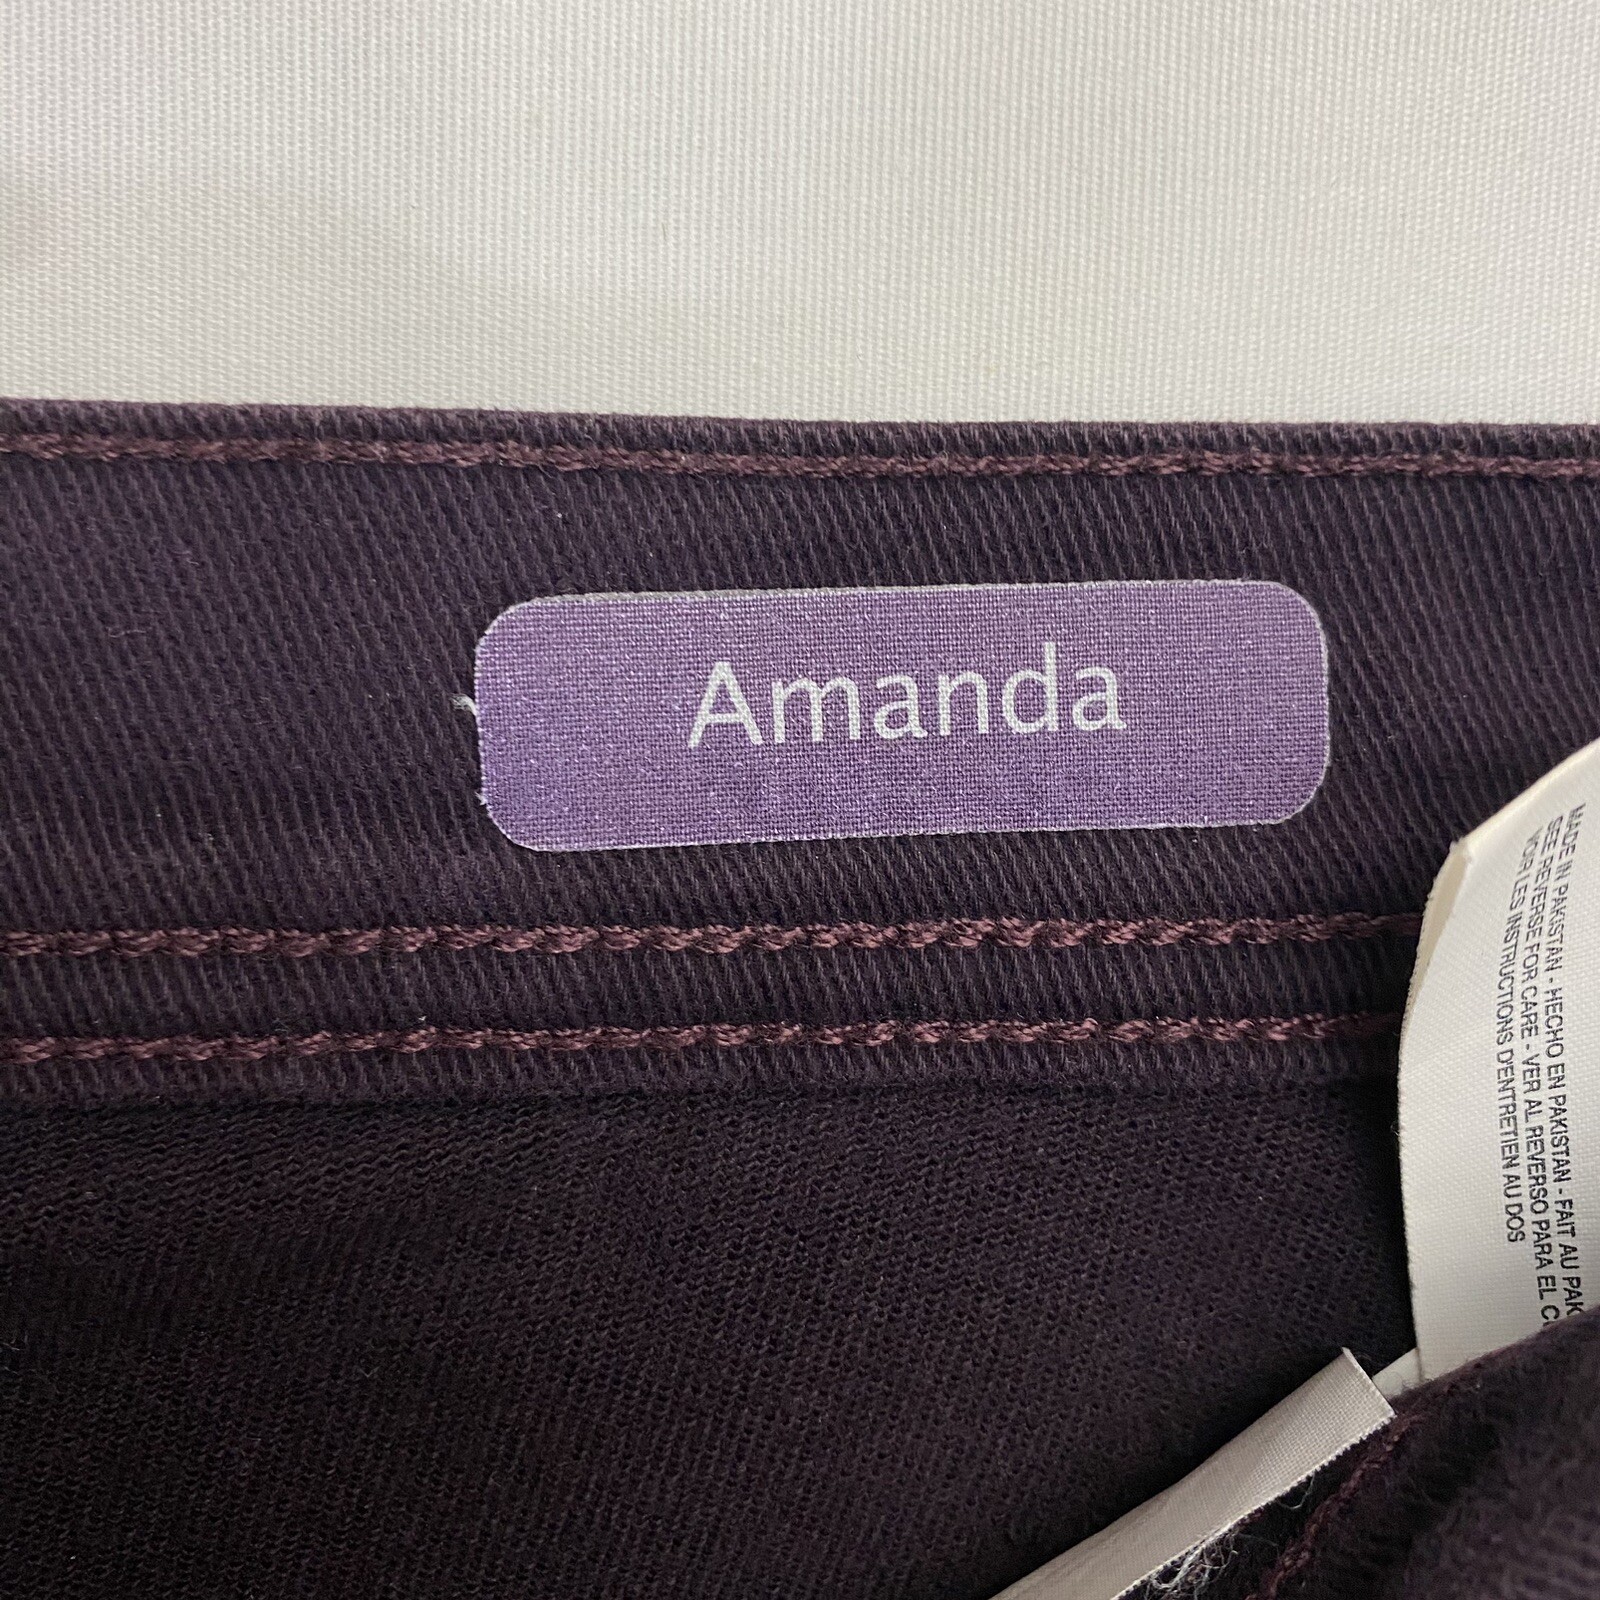 Amanda
MADE IN PAKISTAN - HECHO EN PAKISTAN - FAIT AU
SEE REVERSE FOR CARE - VER AL REVERSO PARA EL
VOIR LES INSTRUCTIONS D'ENTRETIEN AU DOS